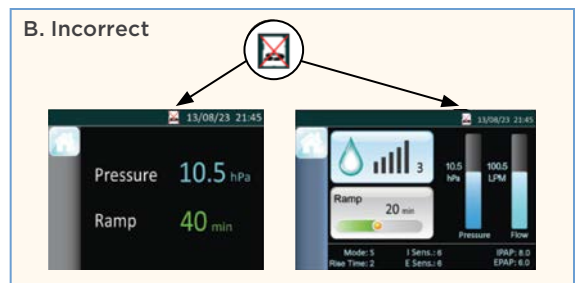 B. Incorrect
13/08/23 21:45
Pressure 10.5 hPa
Ramp 40 min
13/08/23 21:45
3
10.5 hPa
100.5 LPM
Ramp
20 min
Pressure Flow
Mode: S I Sens.: 6 IPAP: 8.0
Rise Time: 2 E Sens.: 6 EPAP: 6.0